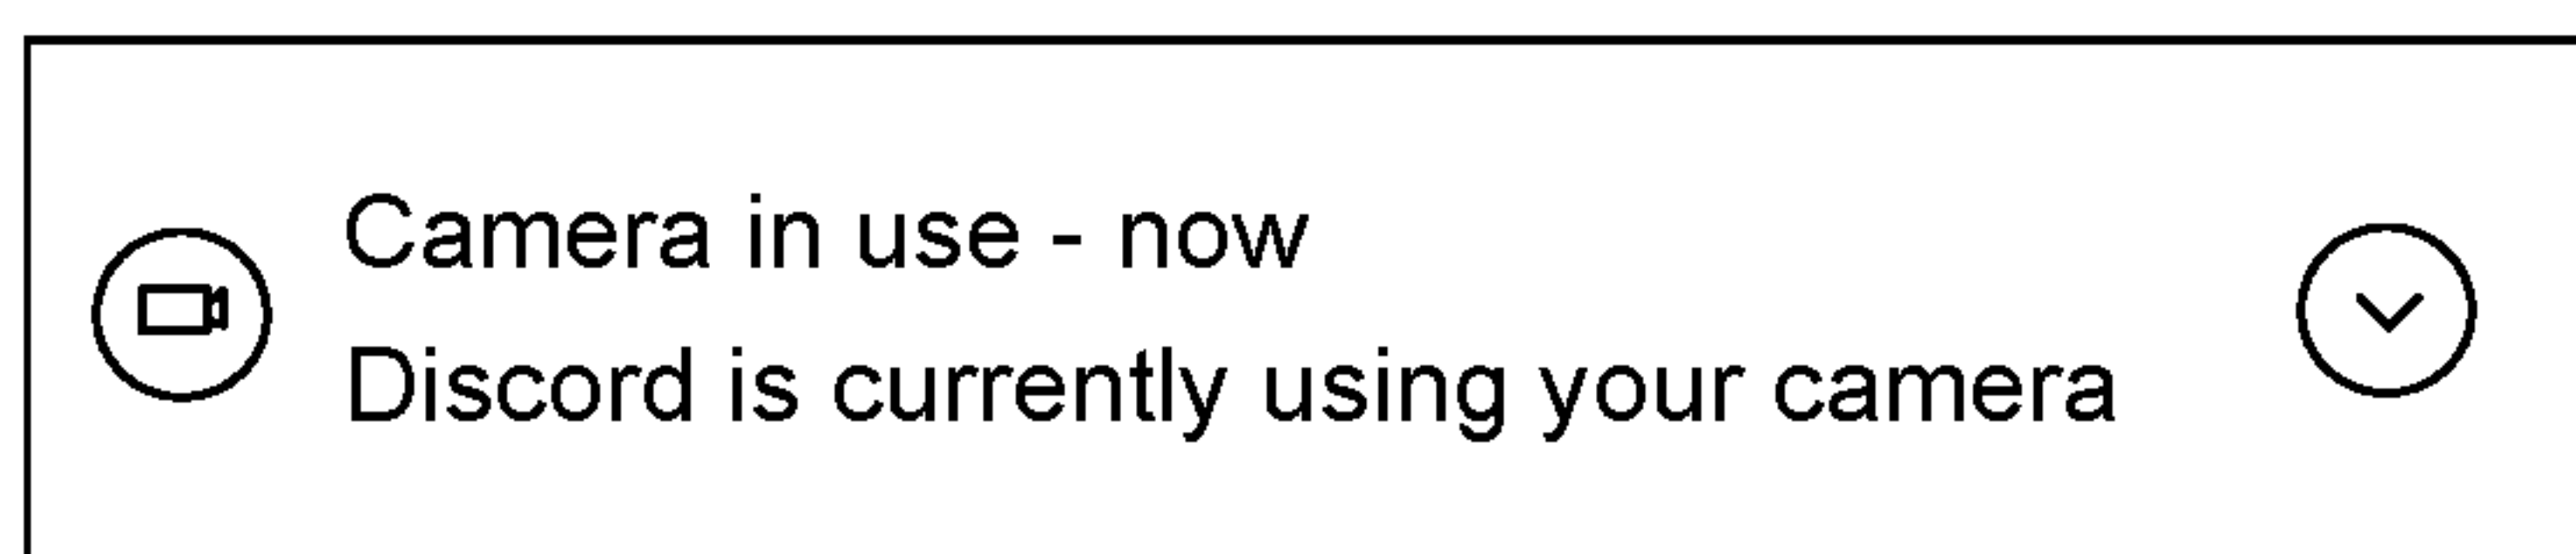 Camera in use - now
Discord is currently using your camera